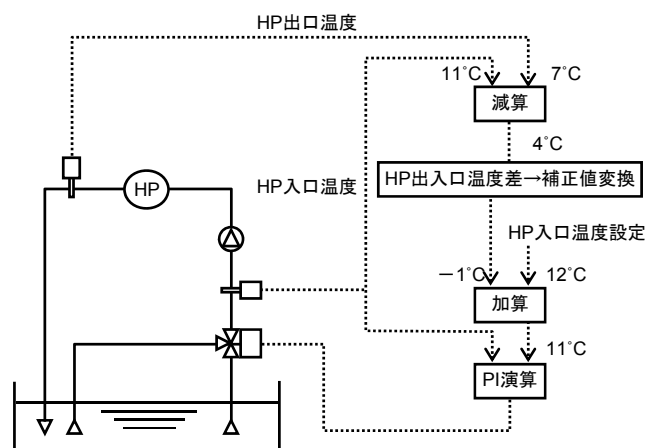 HP出口温度
11˚C
7˚C
減算
4˚C
HP
HP入口温度
HP出入口温度差→補正値変換
HP入口温度設定
－1˚C
12˚C
加算
11˚C
PI演算